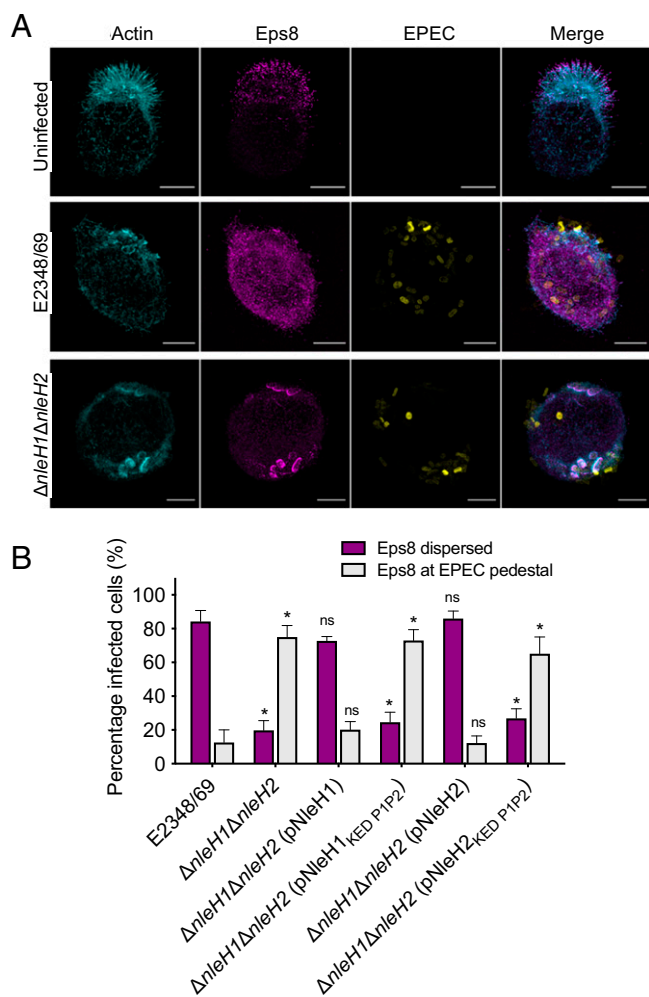 A
Actin Eps8 EPEC Merge
Uninfected
E2348/69
ΔnleH1ΔnleH2
B
Eps8 dispersed
Eps8 at EPEC pedestal
Percentage infected cells (%)
100
80
60
40
20
0
* * ns ns * * ns ns * *
E2348/69
ΔnleH1ΔnleH2
ΔnleH1ΔnleH2 (pNleH1)
ΔnleH1ΔnleH2 (pNleH1KED P1P2)
ΔnleH1ΔnleH2 (pNleH2)
ΔnleH1ΔnleH2 (pNleH2KED P1P2)